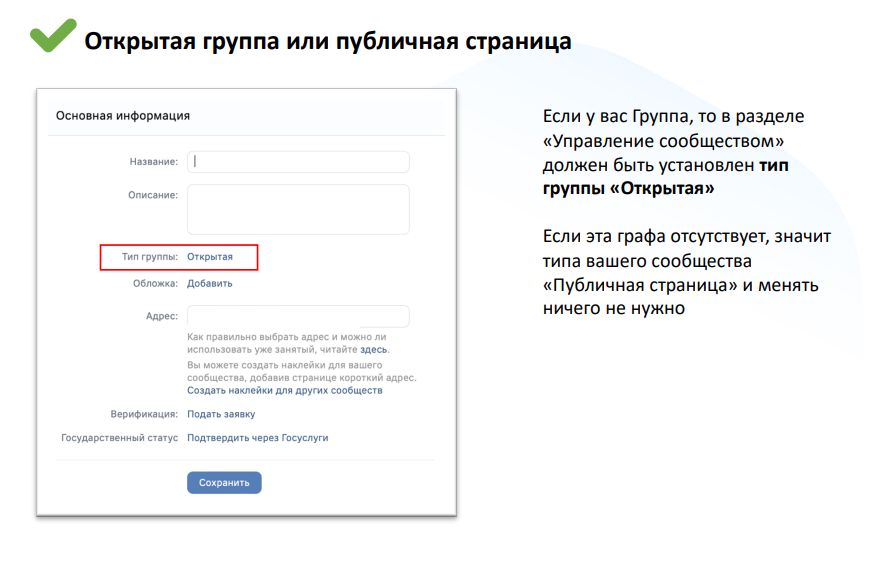 Открытая группа или публичная страница
Основная информация
Название:
Описание:
Тип группы: Открытая
Обложка: Добавить
Адрес:
Как правильно выбрать адрес и можно ли
использовать уже занятый, читайте здесь.
Вы можете создать наклейки для вашего
сообщества, добавив странице короткий адрес.
Создать наклейки для других сообществ
Верификация: Подать заявку
Государственный статус Подтвердить через Госуслуги
Сохранить
Если у вас Группа, то в разделе
«Управление сообществом»
должен быть установлен тип
группы «Открытая»
Если эта графа отсутствует, значит
типа вашего сообщества
«Публичная страница» и менять
ничего не нужно